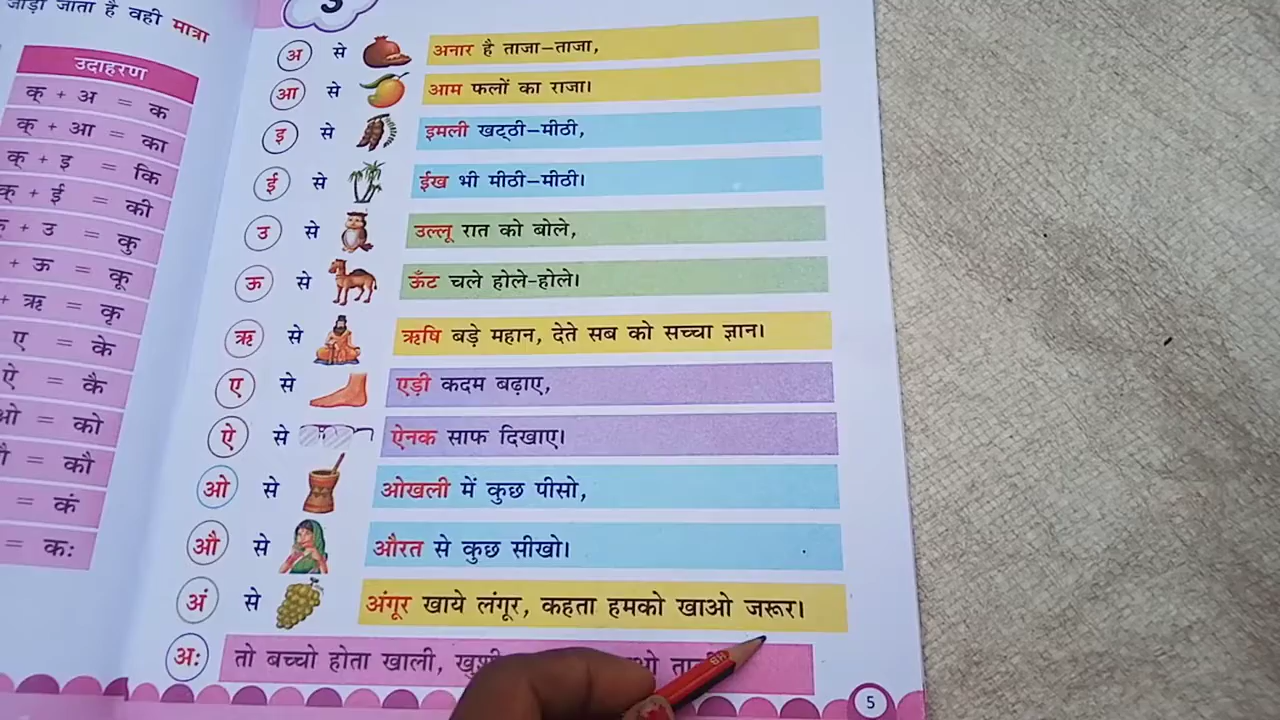 जोड़ा जाता है वही मात्रा
उदाहरण
क् + अ = क
क् + आ = का
क् + इ = कि
क् + ई = की
+ उ = कु
+ ऊ = कू
+ ऋ = कृ
ए = के
ऐ = कै
ओ = को
= कौ
= कं
= कः
अ से अनार है ताजा–ताजा,
आ से आम फलों का राजा।
इ से इमली खट्ठी–मीठी,
ई से ईख भी मीठी–मीठी।
उ से उल्लू रात को बोले,
ऊ से ऊँट चले होले-होले।
ऋ से ऋषि बड़े महान, देते सब को सच्चा ज्ञान।
ए से एड़ी कदम बढ़ाए,
ऐ से ऐनक साफ दिखाए।
ओ से ओखली में कुछ पीसो,
औ से औरत से कुछ सीखो।
अं से अंगूर खाये लंगूर, कहता हमको खाओ जरूर।
अः तो बच्चो होता खाली,
5
HB